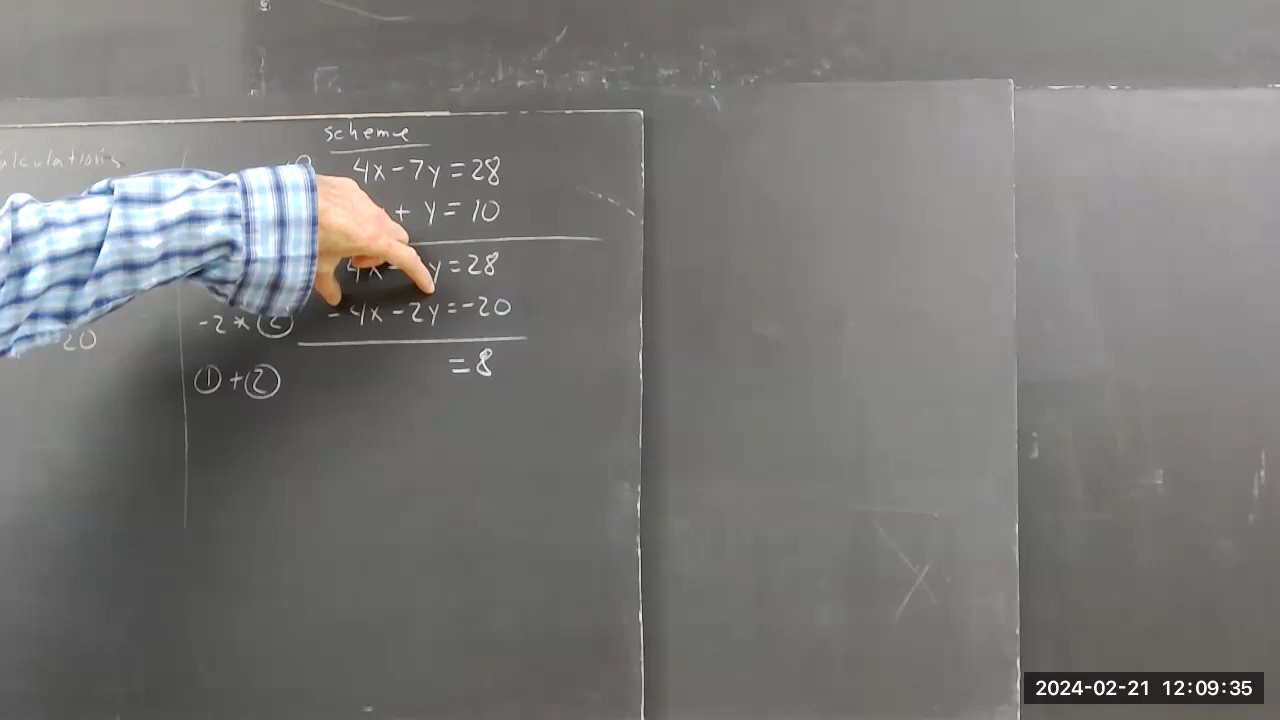 scheme
alculations
4x-7y=28
+ y=10
4x- y=28
-2*② -4x-2y=-20
20
①+② =8
2024-02-21 12:09:35